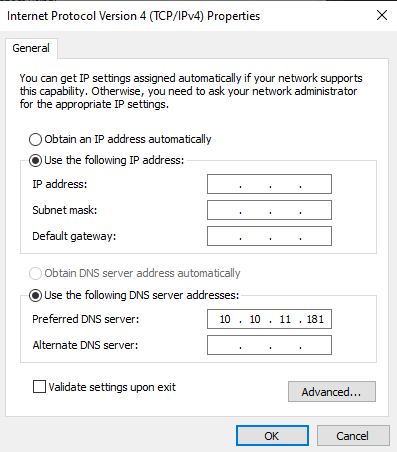 Internet Protocol Version 4 (TCP/IPv4) Properties
General
You can get IP settings assigned automatically if your network supports
this capability. Otherwise, you need to ask your network administrator
for the appropriate IP settings.
Obtain an IP address automatically
Use the following IP address:
IP address: . . .
Subnet mask: . . .
Default gateway: . . .
Obtain DNS server address automatically
Use the following DNS server addresses:
Preferred DNS server: 10 . 10 . 11 . 181
Alternate DNS server: . . .
Validate settings upon exit
Advanced...
OK Cancel